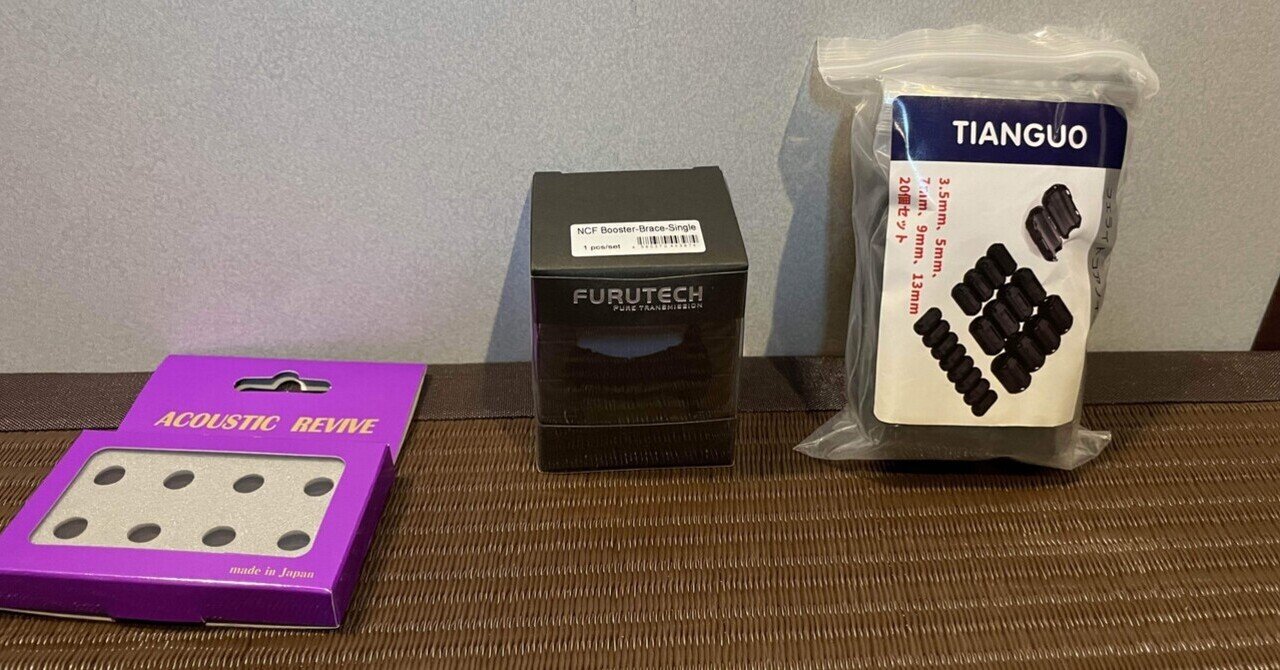 ACOUSTIC REVIVE
made in Japan
NCF Booster-Brace-Single
1 pcs/set
FURUTECH
PURE TRANSMISSION
TIANGUO
3.5mm、5mm、
7mm、9mm、13mm
20個セット